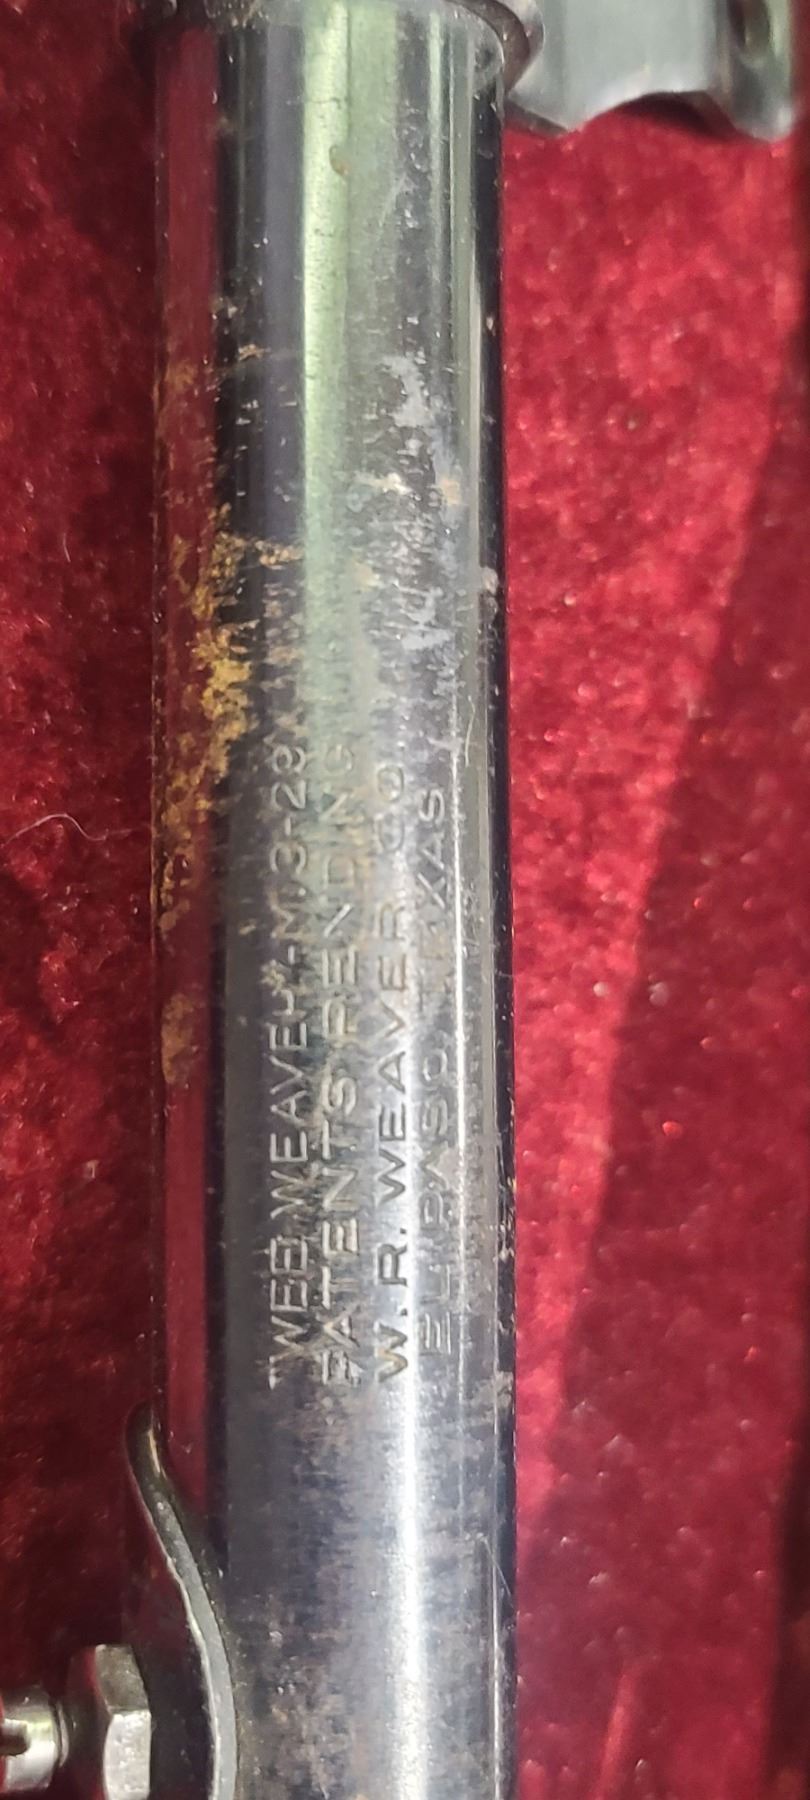 WEE WEAVER-M.3-29
PATENTS PENDING
W.R. WEAVER CO
EL PASO, TEXAS